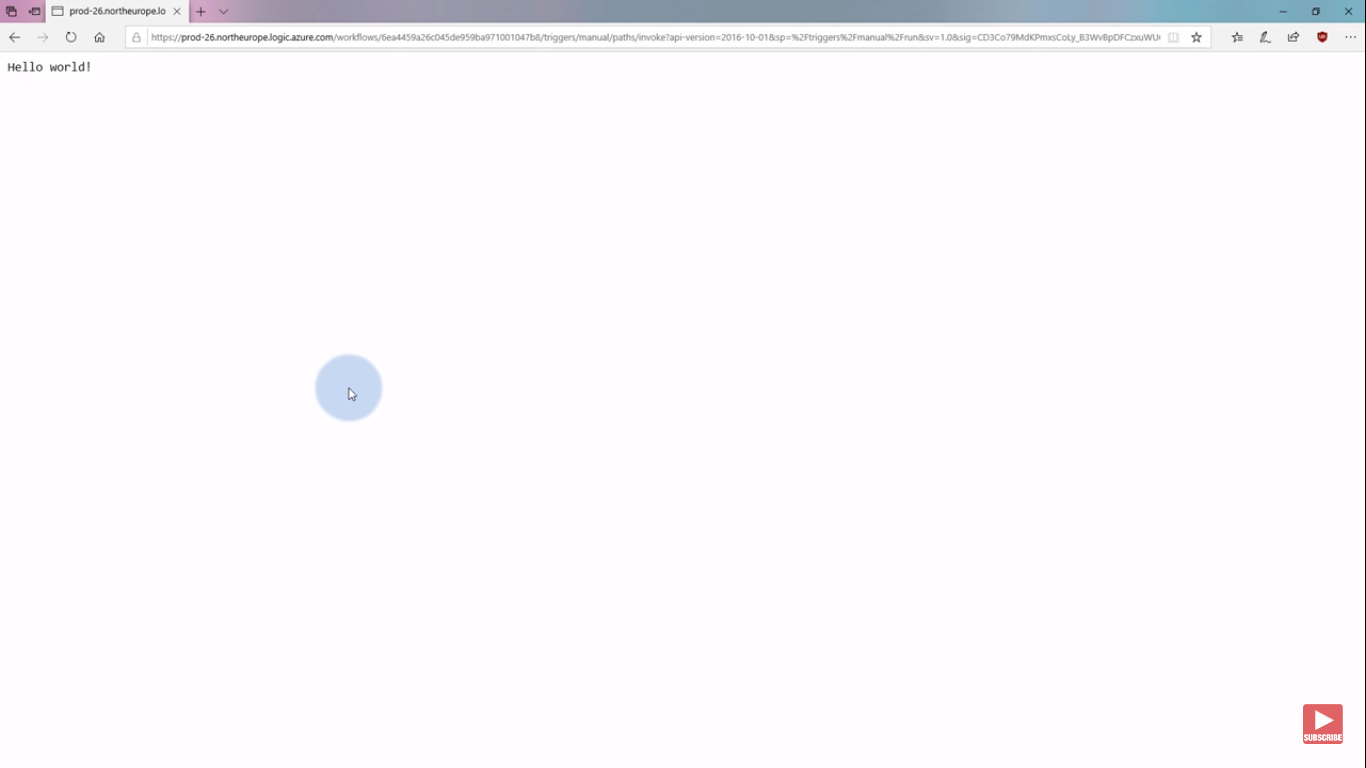 prod-26.northeurope.lo
https://prod-26.northeurope.logic.azure.com/workflows/6ea4459a26c045de959ba971001047b8/triggers/manual/paths/invoke?api-version=2016-10-01&sp=%2Ftriggers%2Fmanual%2Frun&sv=1.0&sig=CD3Co79MdKPmxsCoLy_B3WvBpDFCzxuWU
Hello world!
SUBSCRIBE